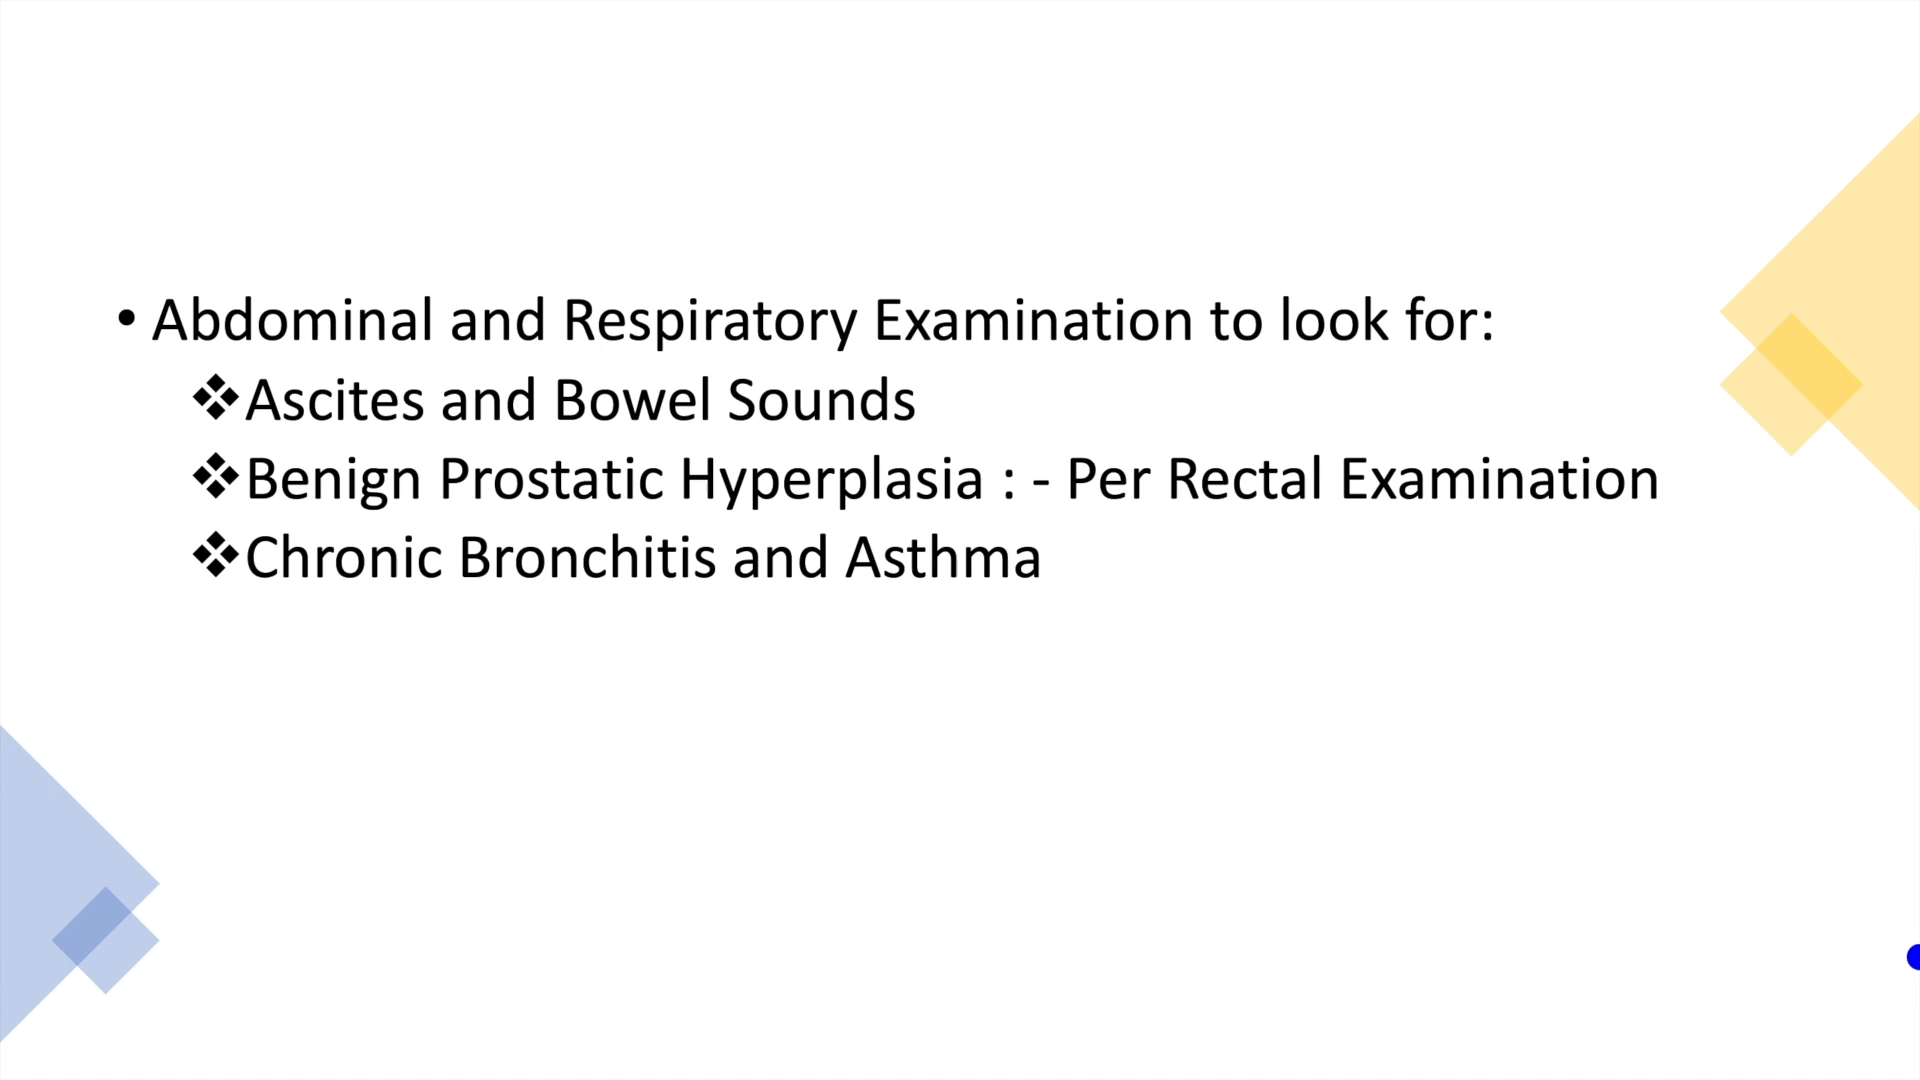 • Abdominal and Respiratory Examination to look for:
❖Ascites and Bowel Sounds
❖Benign Prostatic Hyperplasia : - Per Rectal Examination
❖Chronic Bronchitis and Asthma